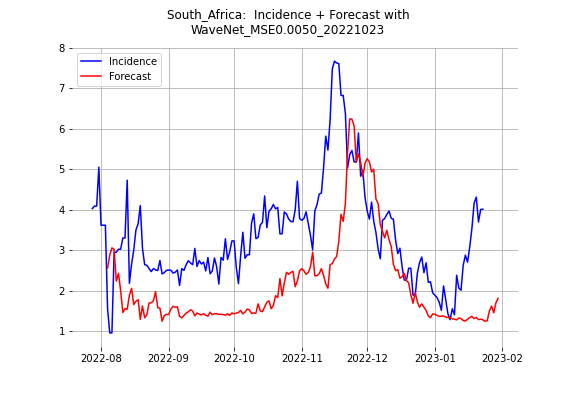 South_Africa:  Incidence + Forecast with
WaveNet_MSE0.0050_20221023
Incidence
Forecast
8
7
6
5
4
3
2
1
2022-08 2022-09 2022-10 2022-11 2022-12 2023-01 2023-02